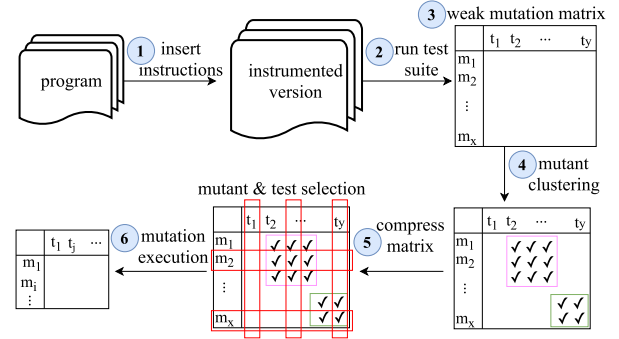 program
1 insert
instructions
instrumented
version
2 run test
suite
3 weak mutation matrix
t1 t2 ... ty
m1
m2
⋮
mx
4 mutant
clustering
t1 t2 ... ty
m1
m2
⋮
mx
✓ ✓ ✓
✓ ✓ ✓
✓ ✓ ✓
✓ ✓
✓ ✓
5 compress
matrix
mutant & test selection
t1 t2 ... ty
m1
m2
⋮
mx
✓ ✓ ✓
✓ ✓ ✓
✓ ✓ ✓
✓ ✓
✓ ✓
6 mutation
execution
t1 tj ...
m1
mi
⋮